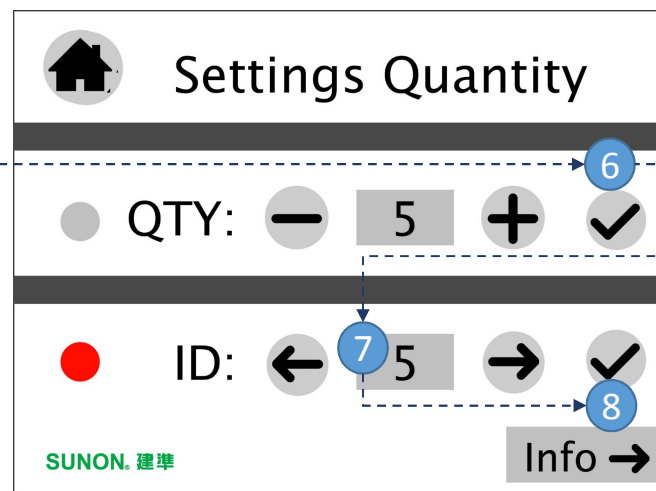 Settings Quantity
6
QTY: 5
7
ID: 5
8
SUNON® 建準
Info